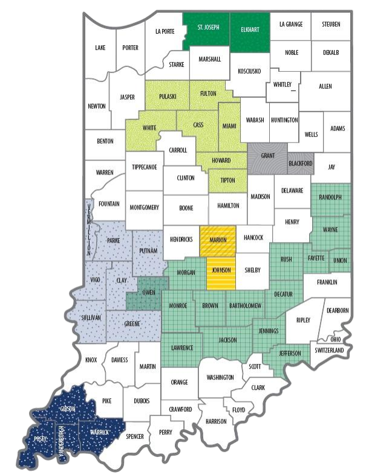 ST. JOSEPH
ELKHART
LA GRANGE
STEUBEN
LA PORTE
LAKE
PORTER
NOBLE
DEKALB
MARSHALL
STARKE
KOSCIUSKO
WHITLEY
ALLEN
JASPER
PULASKI
FULTON
NEWTON
WABASH
HUNTINGTON
WHITE
CASS
MIAMI
WELLS
ADAMS
BENTON
CARROLL
GRANT
BLACKFORD
JAY
HOWARD
TIPPECANOE
WARREN
CLINTON
TIPTON
DELAWARE
MADISON
RANDOLPH
FOUNTAIN
MONTGOMERY
BOONE
HAMILTON
HENRY
WAYNE
VERMILLION
PARKE
HENDRICKS
MARION
HANCOCK
PUTNAM
RUSH
FAYETTE
UNION
VIGO
CLAY
MORGAN
JOHNSON
SHELBY
OWEN
FRANKLIN
DECATUR
MONROE
BROWN
BARTHOLOMEW
SULLIVAN
GREENE
RIPLEY
DEARBORN
JENNINGS
JACKSON
LAWRENCE
OHIO
JEFFERSON
SWITZERLAND
KNOX
DAVIESS
MARTIN
SCOTT
ORANGE
WASHINGTON
CLARK
PIKE
DUBOIS
GIBSON
CRAWFORD
FLOYD
HARRISON
POSEY
VANDERBURGH
WARRICK
SPENCER
PERRY